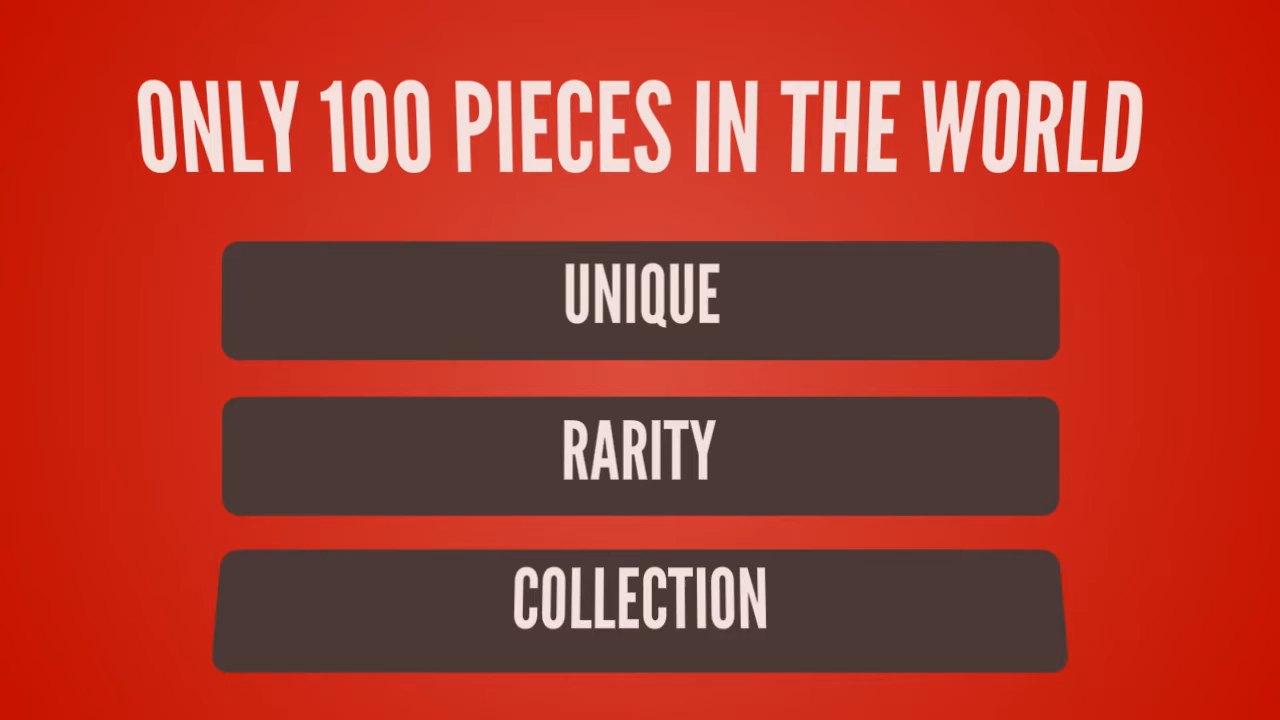 ONLY 100 PIECES IN THE WORLD
UNIQUE
RARITY
COLLECTION